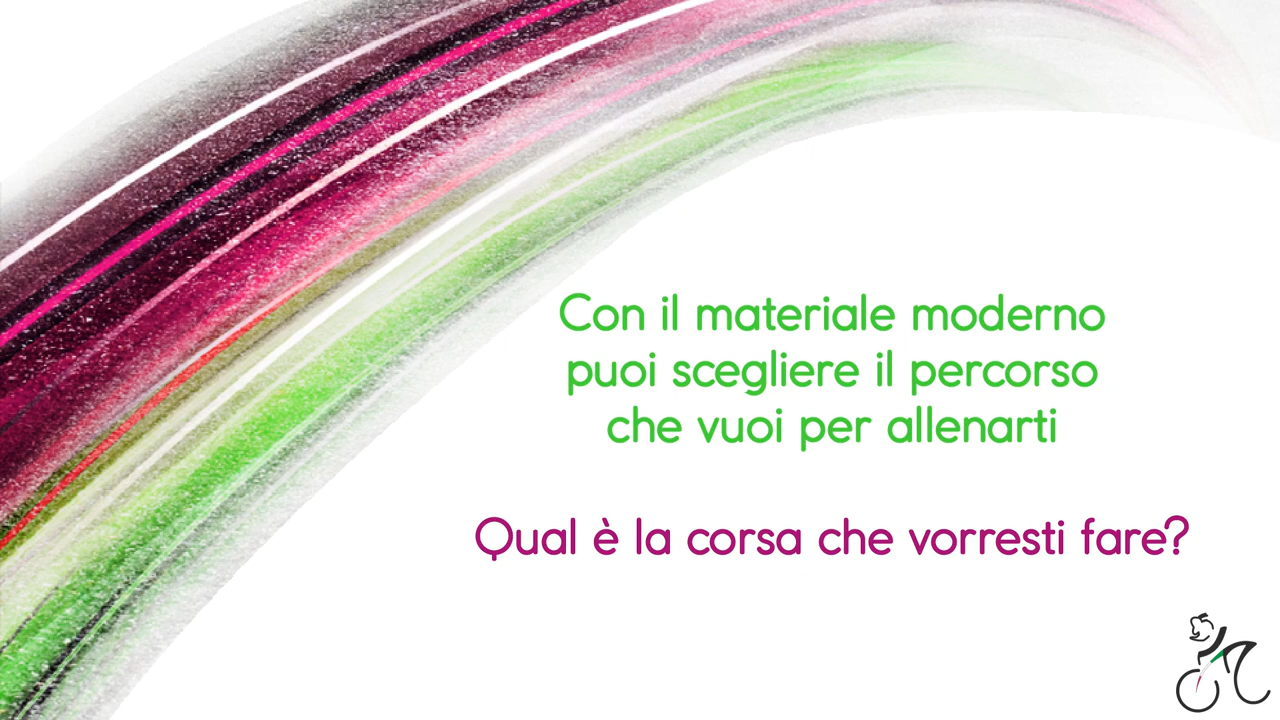 Con il materiale moderno
puoi scegliere il percorso
che vuoi per allenarti
Qual è la corsa che vorresti fare?